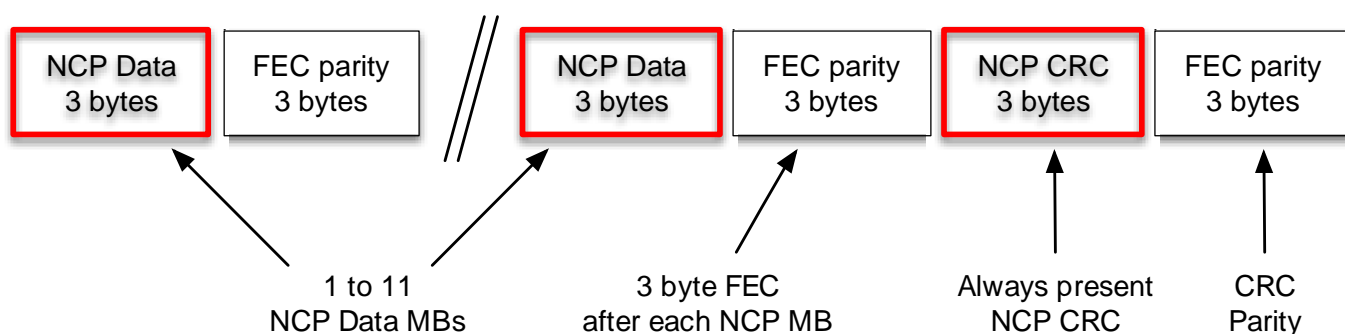 NCP Data
3 bytes
FEC parity
3 bytes
NCP Data
3 bytes
FEC parity
3 bytes
NCP CRC
3 bytes
FEC parity
3 bytes
1 to 11
NCP Data MBs
3 byte FEC
after each NCP MB
Always present
NCP CRC
CRC
Parity